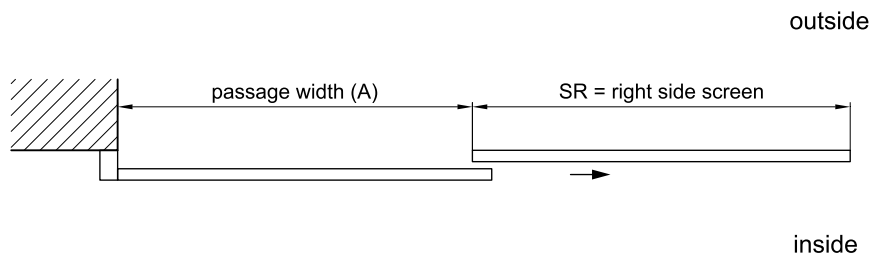 outside
passage width (A)
SR = right side screen
inside